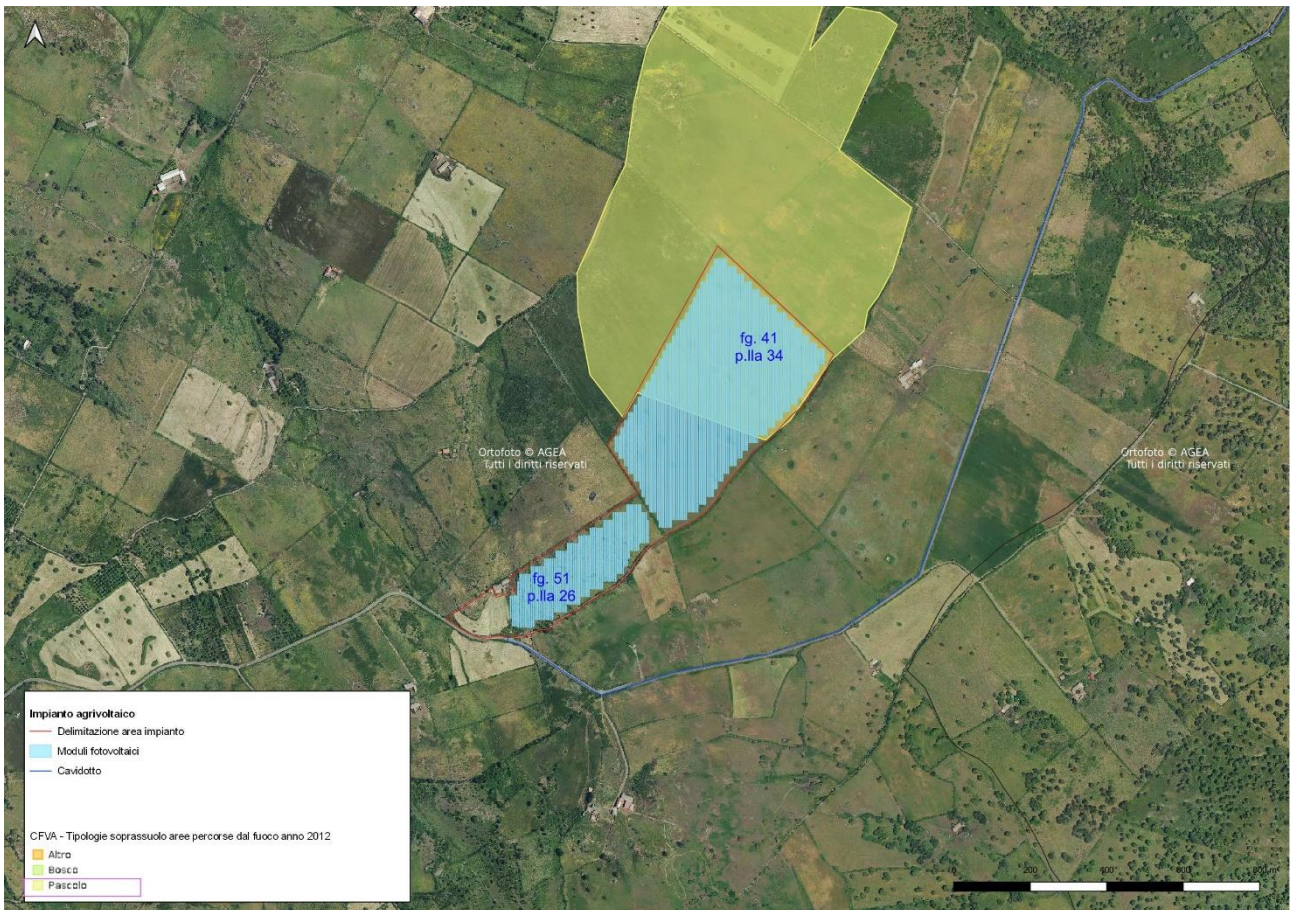 fg. 41
p.lla 34
Ortofoto © AGEA
Tutti i diritti riservati
Ortofoto © AGEA
Tutti i diritti riservati
fg. 51
p.lla 26
Impianto agrivoltaico
Delimitazione area impianto
Moduli fotovoltaici
Cavidotto
CFVA - Tipologie soprassuolo aree percorse dal fuoco anno 2012
Altro
Bosco
Pascolo
0 200 400 600 800 m